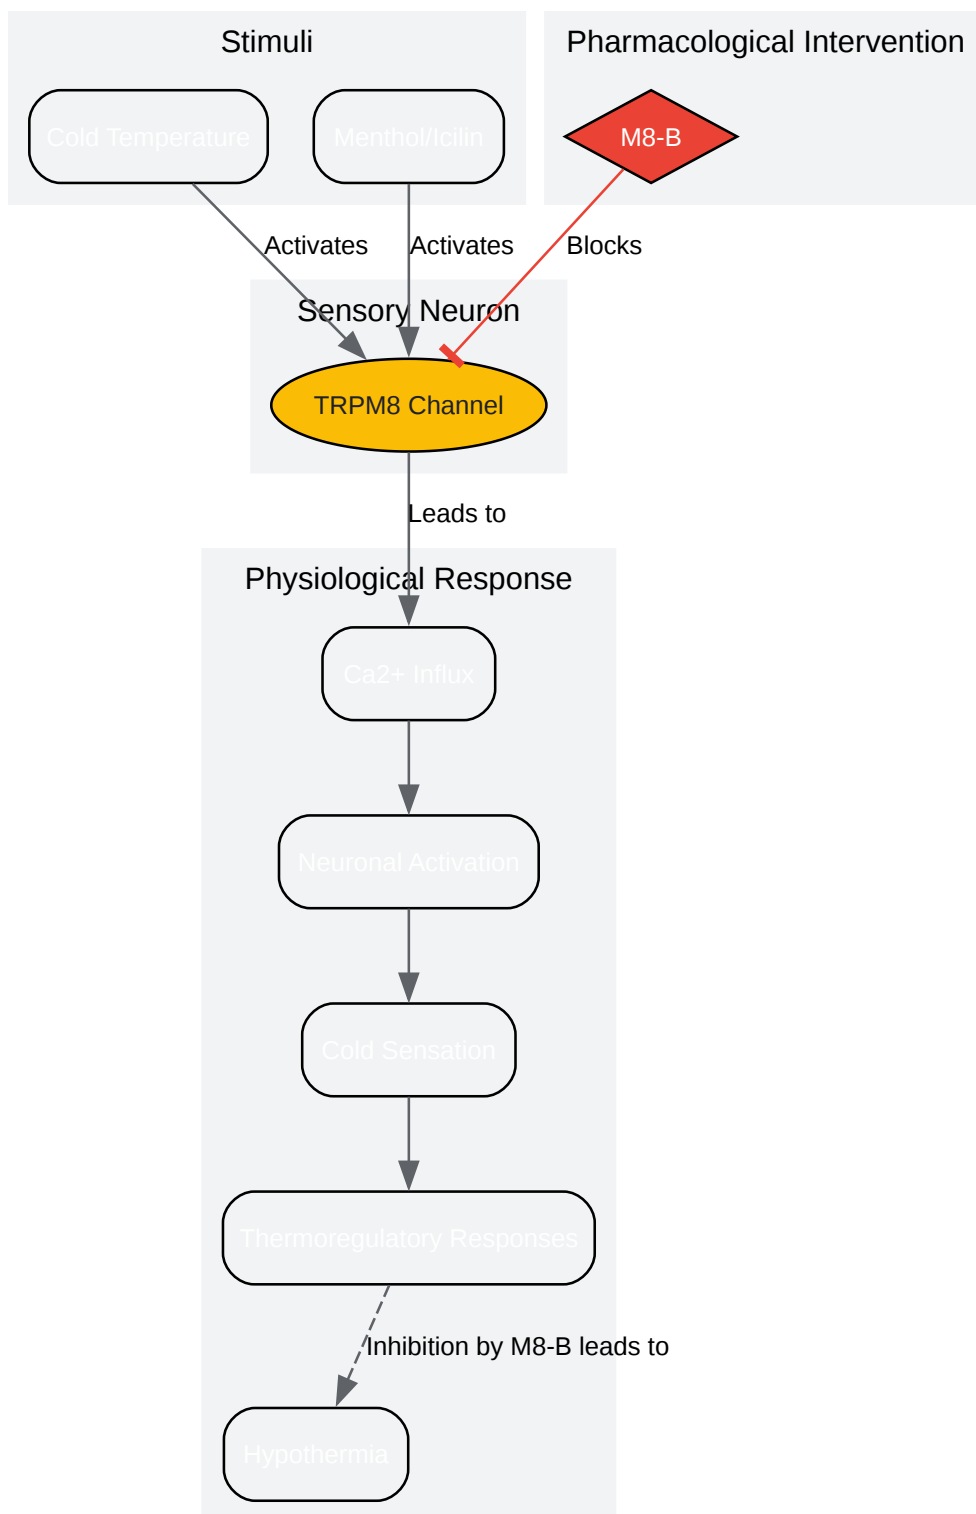 Stimuli
Pharmacological Intervention
Cold Temperature
Menthol/Icilin
M8-B
Activates
Activates
Blocks
Sensory Neuron
TRPM8 Channel
Leads to
Physiological Response
Ca2+ Influx
Neuronal Activation
Cold Sensation
Thermoregulatory Responses
Inhibition by M8-B leads to
Hypothermia